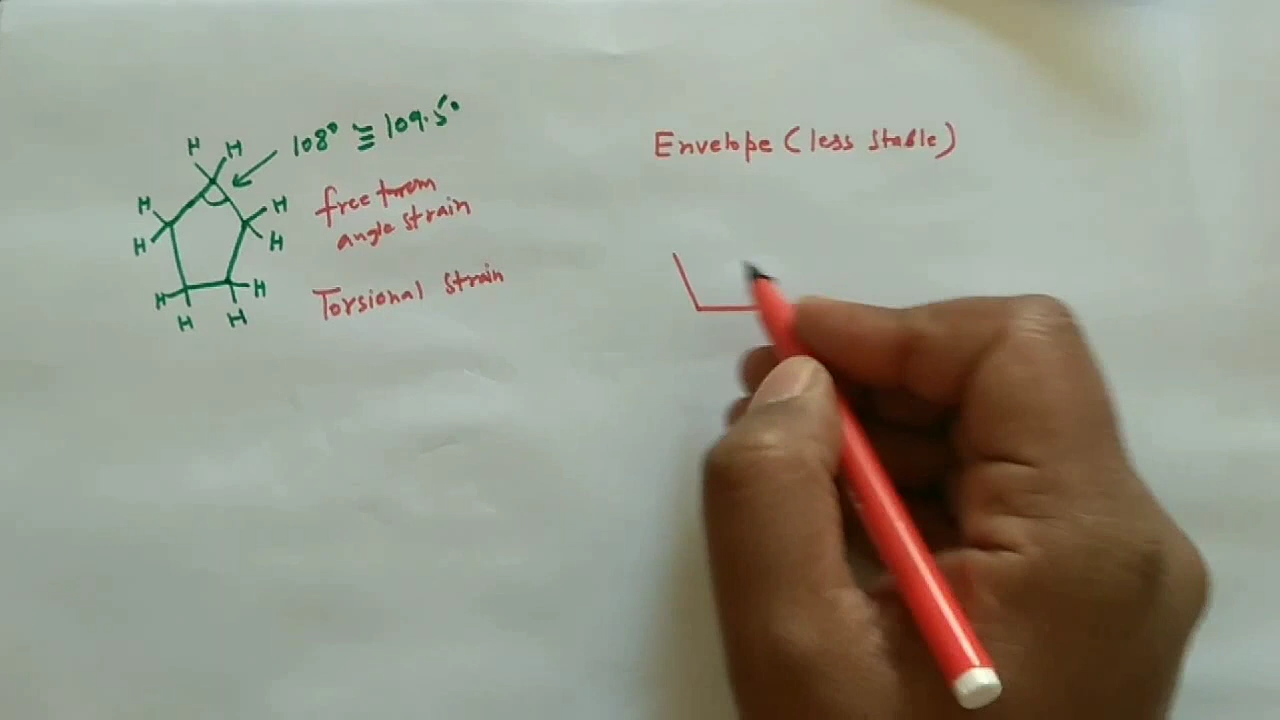 H H
108° ≅ 109.5°
H H
H H
free from
angle strain
H H
H H
Torsional strain
Envelope (less stable)